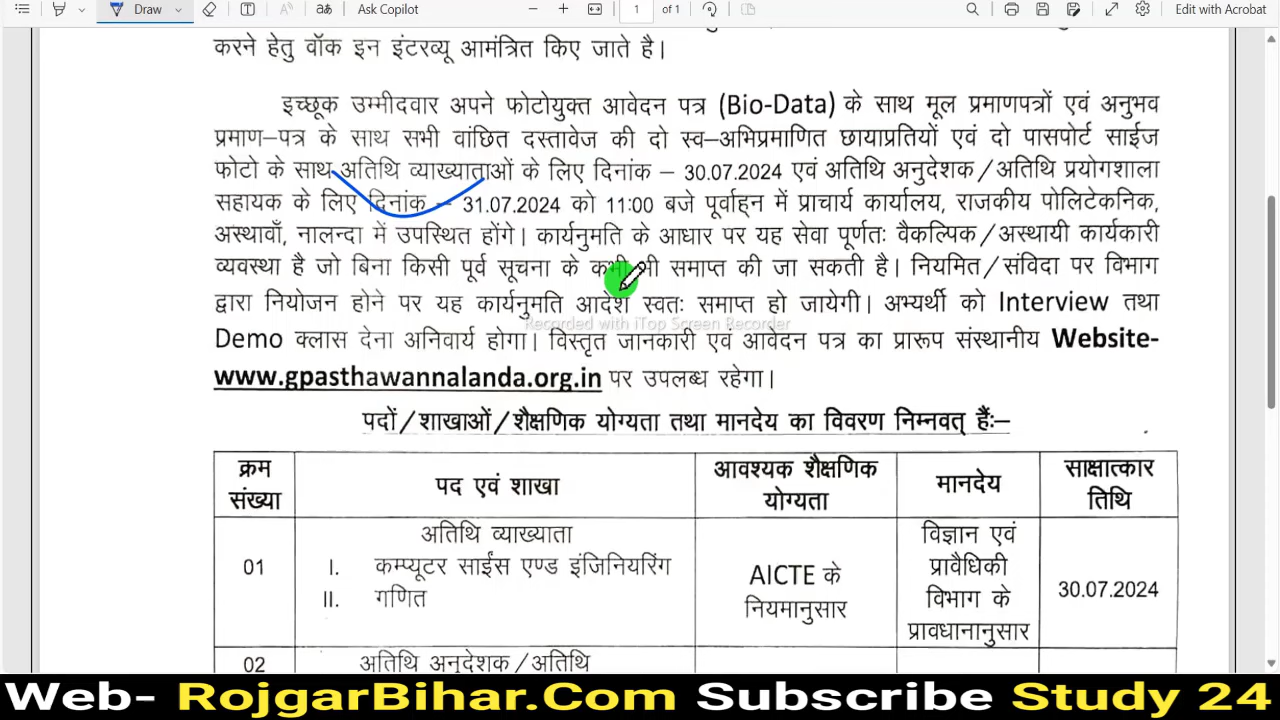 Draw
Ask Copilot
1 of 1
Edit with Acrobat
करने हेतु वॉक इन इंटरव्यू आमंत्रित किए जाते है।
इच्छूक उम्मीदवार अपने फोटोयुक्त आवेदन पत्र (Bio-Data) के साथ मूल प्रमाणपत्रों एवं अनुभव
प्रमाण–पत्र के साथ सभी वांछित दस्तावेज की दो स्व–अभिप्रमाणित छायाप्रतियों एवं दो पासपोर्ट साईज
फोटो के साथ अतिथि व्याख्याताओं के लिए दिनांक – 30.07.2024 एवं अतिथि अनुदेशक/अतिथि प्रयोगशाला
सहायक के लिए दिनांक – 31.07.2024 को 11:00 बजे पूर्वाह्न में प्राचार्य कार्यालय, राजकीय पोलिटेकनिक,
अस्थावाँ, नालन्दा में उपस्थित होंगे। कार्यनुमति के आधार पर यह सेवा पूर्णतः वैकल्पिक/अस्थायी कार्यकारी
व्यवस्था है जो बिना किसी पूर्व सूचना के कभी भी समाप्त की जा सकती है। नियमित/संविदा पर विभाग
द्वारा नियोजन होने पर यह कार्यनुमति आदेश स्वतः समाप्त हो जायेगी। अभ्यर्थी को Interview तथा
Recorded with iTop Screen Recorder
Demo क्लास देना अनिवार्य होगा। विस्तृत जानकारी एवं आवेदन पत्र का प्रारूप संस्थानीय Website-
www.gpasthawannalanda.org.in पर उपलब्ध रहेगा।
पदों/शाखाओं/शैक्षणिक योग्यता तथा मानदेय का विवरण निम्नवत् हैंः–
क्रम संख्या
पद एवं शाखा
आवश्यक शैक्षणिक योग्यता
मानदेय
साक्षात्कार तिथि
01
अतिथि व्याख्याता
I. कम्प्यूटर साईंस एण्ड इंजिनियरिंग
II. गणित
AICTE के
नियमानुसार
विज्ञान एवं
प्रावैधिकी
विभाग के
प्रावधानानुसार
30.07.2024
02
अतिथि अनुदेशक/अतिथि
Web- RojgarBihar.Com Subscribe Study 24